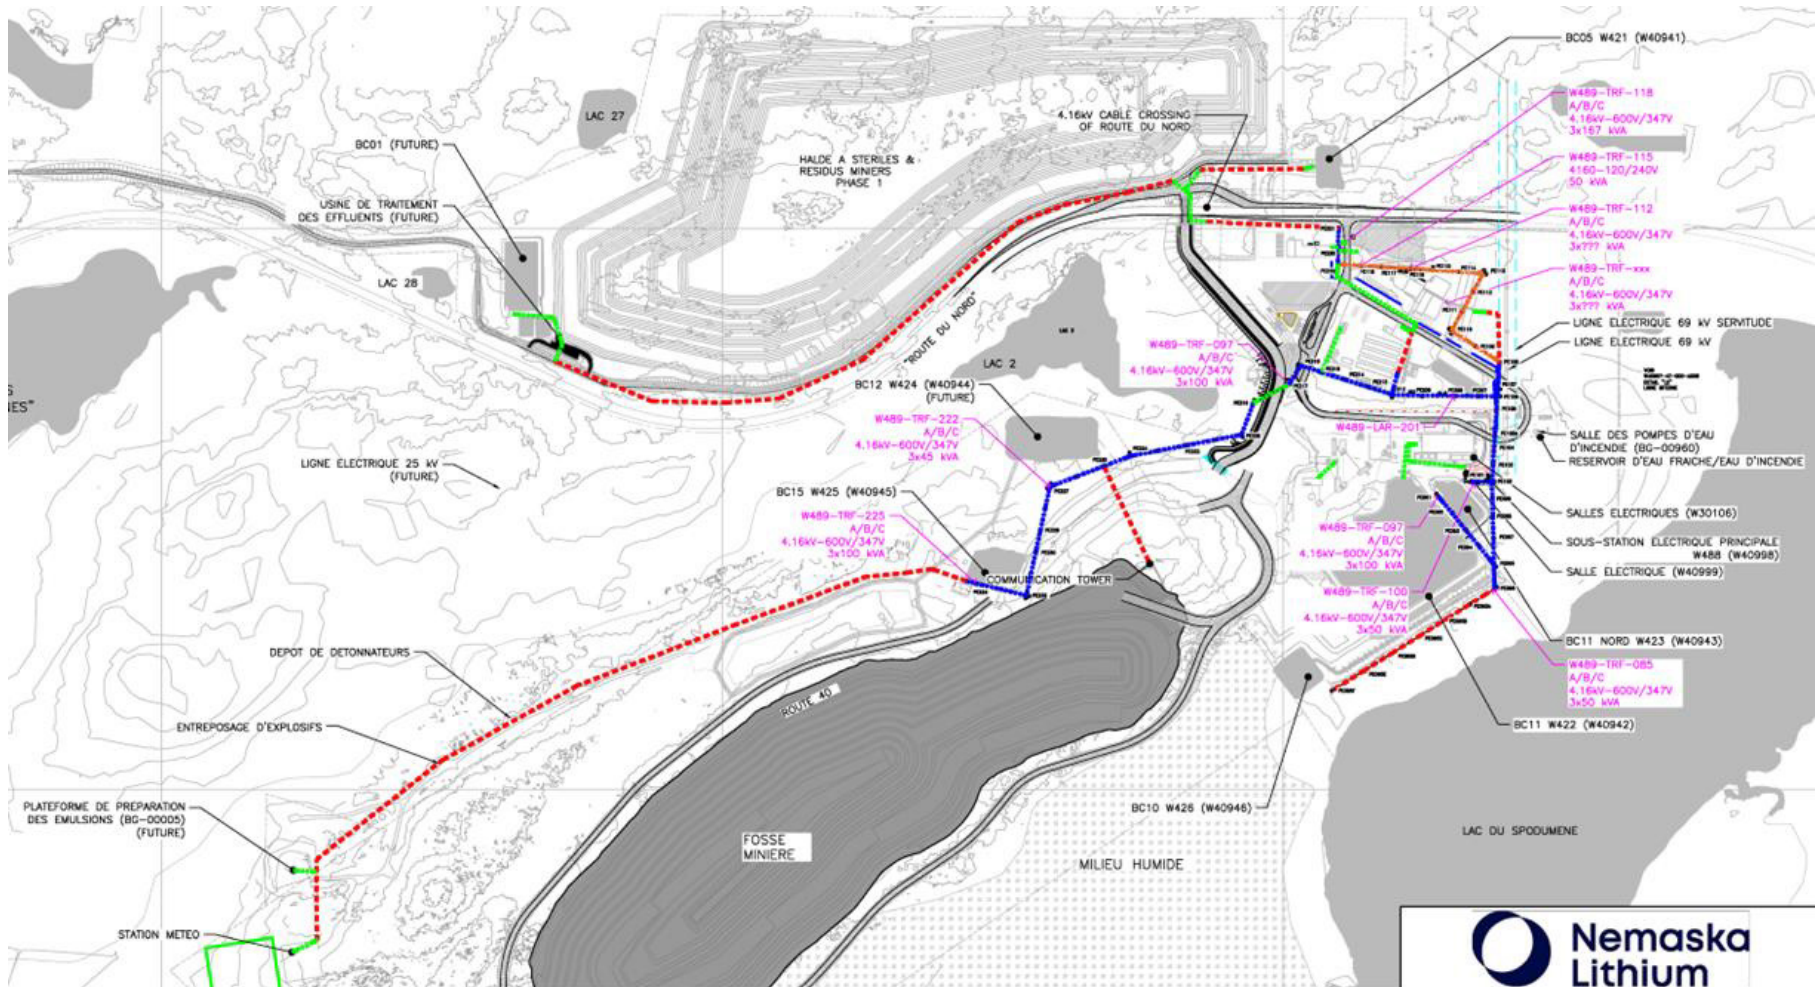 BC05 W421 (W40941)
LAC 27
4.16kV CABLE CROSSING
OF ROUTE DU NORD
W489-TRF-118
A/B/C
4.16kV-600V/347V
3x167 kVA
BC01 (FUTURE)
HALDE A STERILES &
RESIDUS MINIERS
PHASE 1
W489-TRF-115
4160-120/240V
50 kVA
USINE DE TRAITEMENT
DES EFFLUENTS (FUTURE)
W489-TRF-112
A/B/C
4.16kV-600V/347V
3x??? kVA
LAC 28
W489-TRF-xxx
A/B/C
4.16kV-600V/347V
3x??? kVA
"ROUTE DU NORD"
LIGNE ELECTRIQUE 69 kV SERVITUDE
LIGNE ELECTRIQUE 69 kV
W489-TRF-097
A/B/C
4.16kV-600V/347V
3x100 kVA
LAC 2
BC12 W424 (W40944)
(FUTURE)
W489-TRF-222
A/B/C
4.16kV-600V/347V
3x45 kVA
W489-LAR-201
SALLE DES POMPES D'EAU
D'INCENDIE (BG-00960)
RESERVOIR D'EAU FRAICHE/EAU D'INCENDIE
LIGNE ELECTRIQUE 25 kV
(FUTURE)
BC15 W425 (W40945)
W489-TRF-225
A/B/C
4.16kV-600V/347V
3x100 kVA
SALLES ELECTRIQUES (W30106)
W489-TRF-097
A/B/C
4.16kV-600V/347V
3x100 kVA
SOUS-STATION ELECTRIQUE PRINCIPALE
W488 (W40998)
SALLE ELECTRIQUE (W40999)
COMMUNICATION TOWER
W489-TRF-100
A/B/C
4.16kV-600V/347V
3x50 kVA
BC11 NORD W423 (W40943)
DEPOT DE DETONNATEURS
W489-TRF-085
A/B/C
4.16kV-600V/347V
3x50 kVA
ROUTE 40
ENTREPOSAGE D'EXPLOSIFS
BC11 W422 (W40942)
PLATEFORME DE PREPARATION
DES EMULSIONS (BG-00005)
(FUTURE)
BC10 W426 (W40946)
LAC DU SPODUMENE
FOSSE
MINIERE
MILIEU HUMIDE
STATION METEO
Nemaska
Lithium